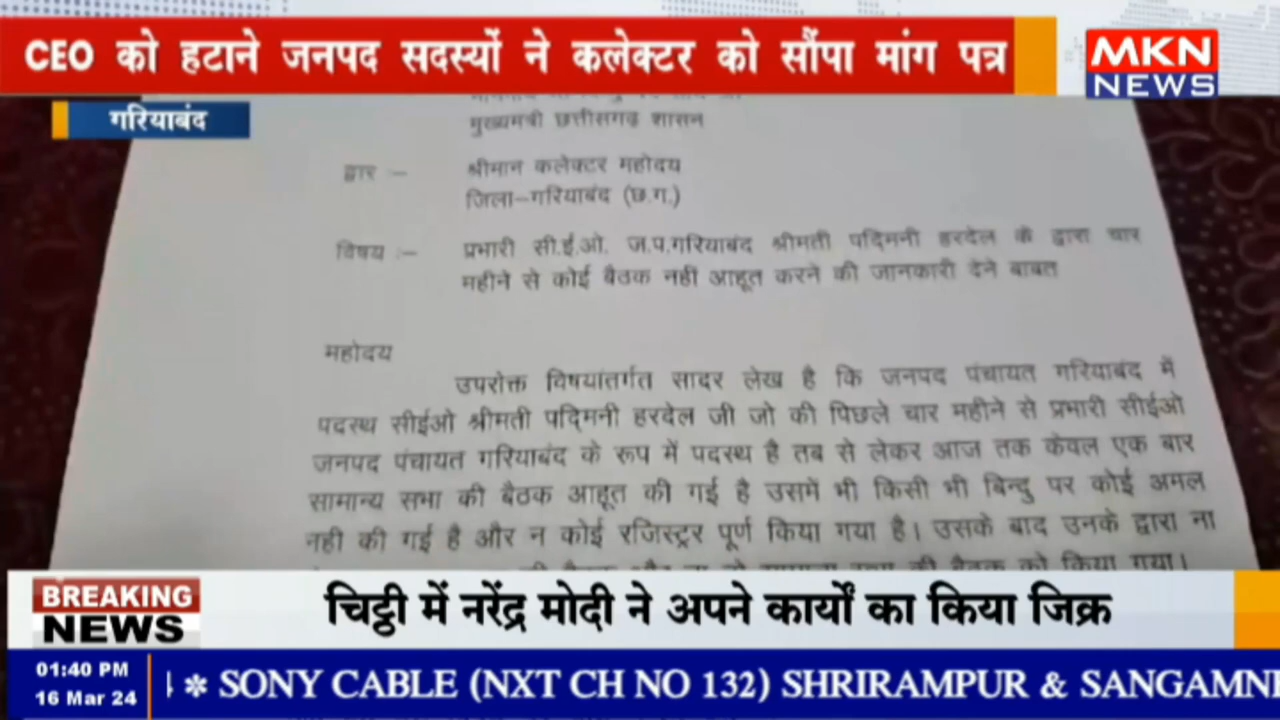 CEO को हटाने जनपद सदस्यों ने कलेक्टर को सौंपा मांग पत्र
MKN
NEWS
गरियाबंद
मुख्यमंत्री छत्तीसगढ़ शासन
द्वार :–
श्रीमान कलेक्टर महोदय
जिला–गरियाबंद (छ.ग.)
विषय :–
प्रभारी सी.ई.ओ. ज.प.गरियाबंद श्रीमती पद्मिनी हरदेल के द्वारा चार
महीने से कोई बैठक नहीं आहूत करने की जानकारी देने बाबत
महोदय
उपरोक्त विषयांतर्गत सादर लेख है कि जनपद पंचायत गरियाबंद में
पदस्थ सीईओ श्रीमती पद्मिनी हरदेल जी जो की पिछले चार महीने से प्रभारी सीईओ
जनपद पंचायत गरियाबंद के रूप में पदस्थ है तब से लेकर आज तक केवल एक बार
सामान्य सभा की बैठक आहूत की गई है उसमें भी किसी भी बिन्दु पर कोई अमल
नही की गई है और न कोई रजिस्ट्रर पूर्ण किया गया है। उसके बाद उनके द्वारा ना
की बैठक को किया गया।
BREAKING
NEWS
चिट्ठी में नरेंद्र मोदी ने अपने कार्यों का किया जिक्र
01:40 PM
16 Mar 24
* SONY CABLE (NXT CH NO 132) SHRIRAMPUR & SANGAMNE